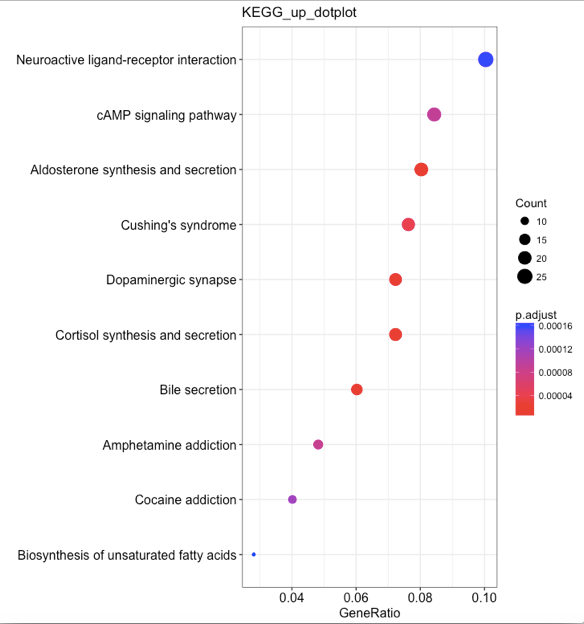 KEGG_up_dotplot
Neuroactive ligand-receptor interaction
cAMP signaling pathway
Aldosterone synthesis and secretion
Cushing's syndrome
Dopaminergic synapse
Cortisol synthesis and secretion
Bile secretion
Amphetamine addiction
Cocaine addiction
Biosynthesis of unsaturated fatty acids
0.04 0.06 0.08 0.10
GeneRatio
Count
10
15
20
25
p.adjust
0.00016
0.00012
0.00008
0.00004